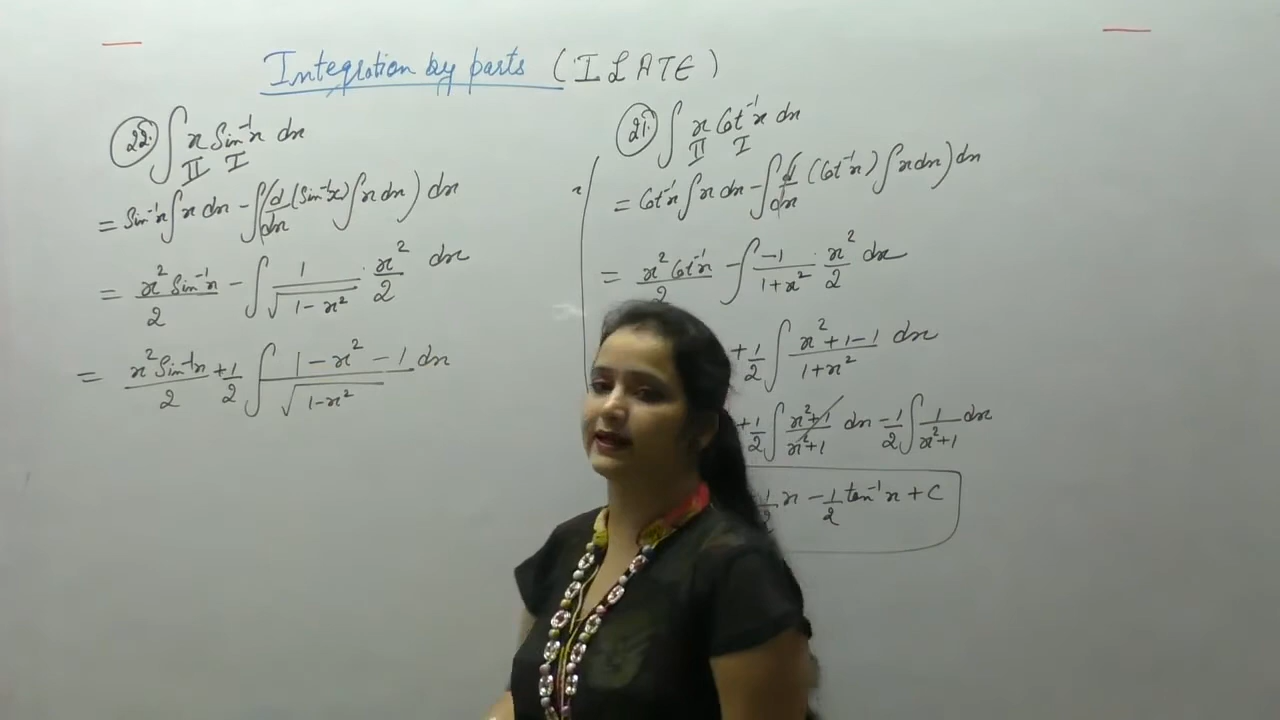 Integration by parts (ILATE)
22. ∫ x Sin⁻¹x dx
II I
= Sin⁻¹x ∫ x dx - ∫ (d/dx (Sin⁻¹x) ∫ x dx) dx
= x² Sin⁻¹x / 2 - ∫ 1/√(1-x²) · x²/2 dx
= x² Sin⁻¹x / 2 + 1/2 ∫ (1-x²-1)/√(1-x²) dx
21. ∫ x Cot⁻¹x dx
II I
= Cot⁻¹x ∫ x dx - ∫ (d/dx (Cot⁻¹x) ∫ x dx) dx
= x² Cot⁻¹x / 2 - ∫ -1/(1+x²) · x²/2 dx
+ 1/2 ∫ (x²+1-1)/(1+x²) dx
+ 1/2 ∫ (x²+1)/(x²+1) dx - 1/2 ∫ 1/(x²+1) dx
1/2 x - 1/2 tan⁻¹x + C